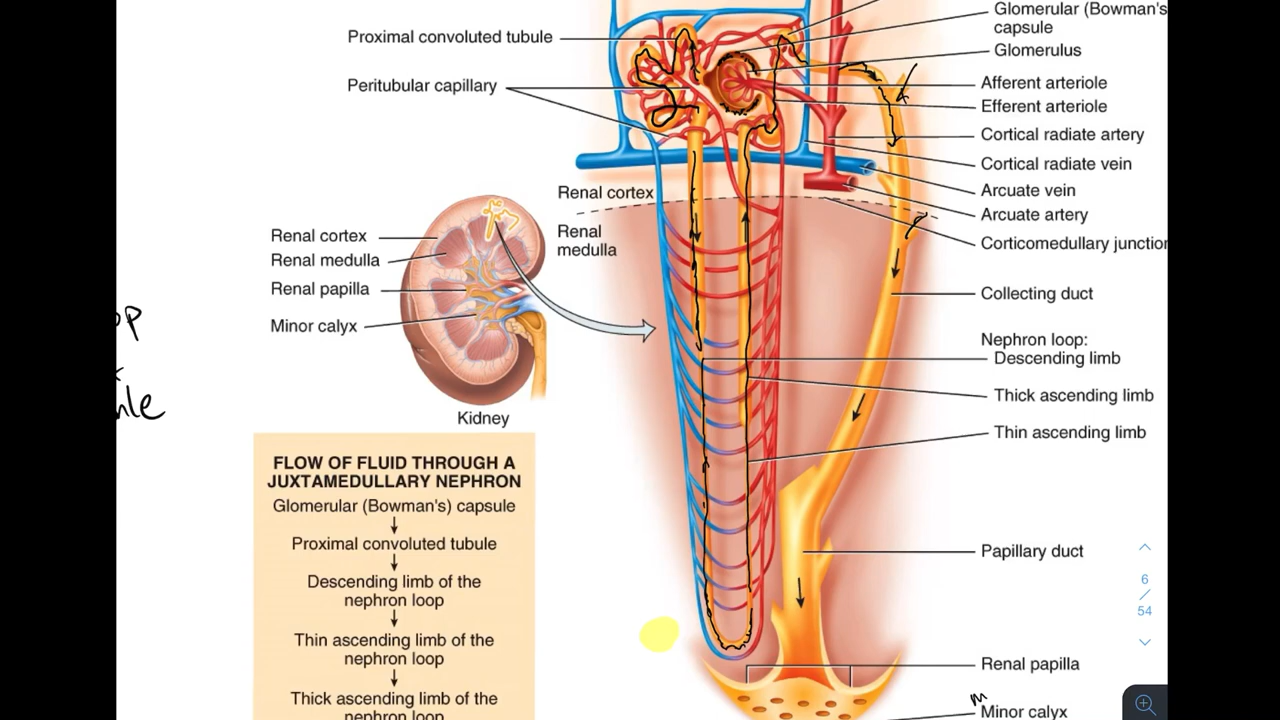 Proximal convoluted tubule
Peritubular capillary
Glomerular (Bowman's
capsule
Glomerulus
Afferent arteriole
Efferent arteriole
Cortical radiate artery
Cortical radiate vein
Arcuate vein
Arcuate artery
Corticomedullary junction
Renal cortex
Renal
medulla
Renal cortex
Renal medulla
Renal papilla
Minor calyx
Kidney
Collecting duct
Nephron loop:
Descending limb
Thick ascending limb
Thin ascending limb
Papillary duct
Renal papilla
m
Minor calyx
op
FLOW OF FLUID THROUGH A
JUXTAMEDULLARY NEPHRON
Glomerular (Bowman's) capsule
Proximal convoluted tubule
Descending limb of the
nephron loop
Thin ascending limb of the
nephron loop
Thick ascending limb of the
nephron loop
6
/
54